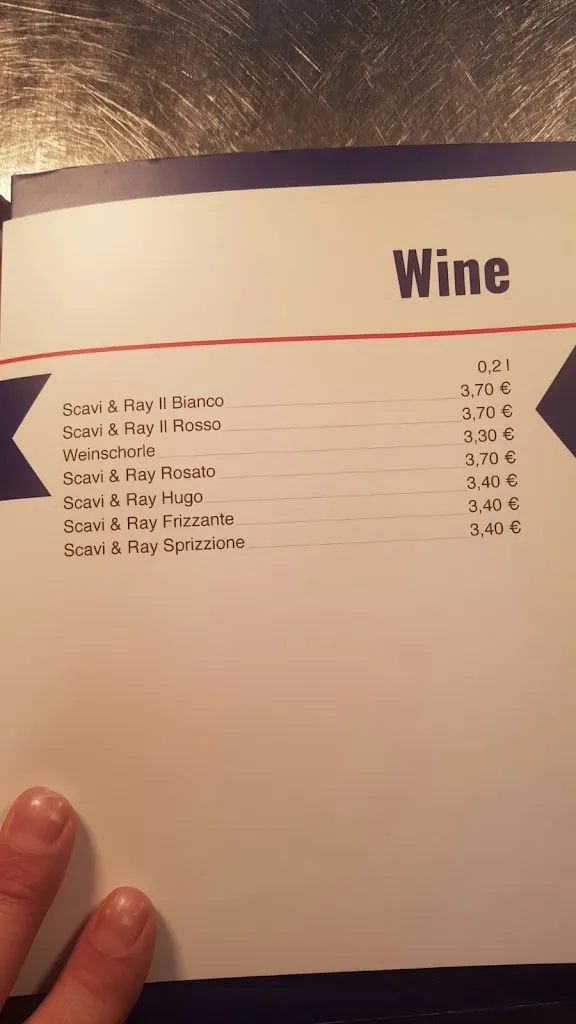 Wine
0,2 l
Scavi & Ray Il Bianco 3,70 €
Scavi & Ray Il Rosso 3,70 €
Weinschorle 3,30 €
Scavi & Ray Rosato 3,70 €
Scavi & Ray Hugo 3,40 €
Scavi & Ray Frizzante 3,40 €
Scavi & Ray Sprizzione 3,40 €